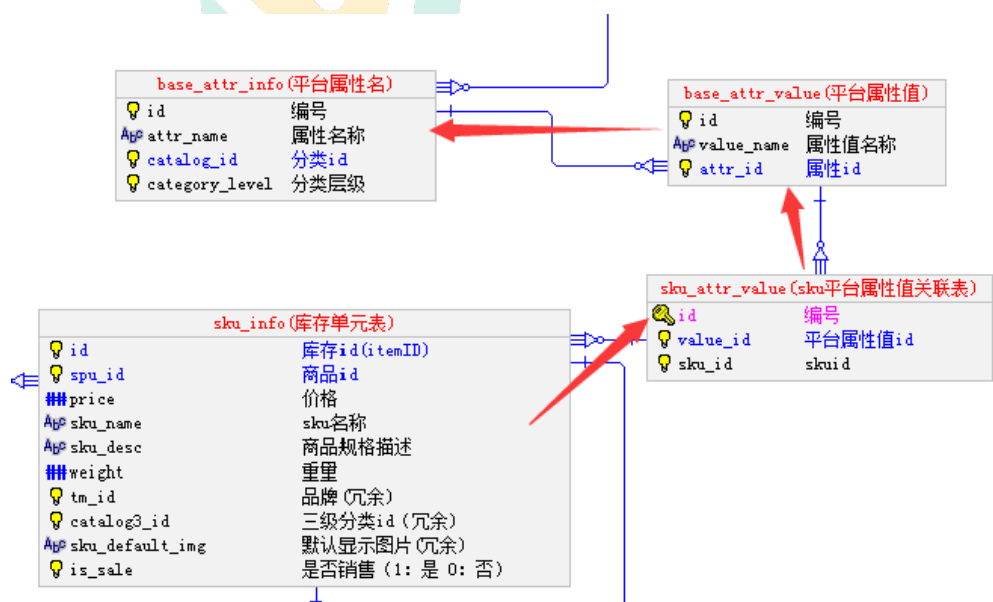 base_attr_info(平台属性名)
id 编号
attr_name 属性名称
catalog_id 分类id
category_level 分类层级
base_attr_value(平台属性值)
id 编号
value_name 属性值名称
attr_id 属性id
sku_attr_value(sku平台属性值关联表)
id 编号
value_id 平台属性值id
sku_id skuid
sku_info(库存单元表)
id 库存id(itemID)
spu_id 商品id
price 价格
sku_name sku名称
sku_desc 商品规格描述
weight 重量
tm_id 品牌(冗余)
catalog3_id 三级分类id(冗余)
sku_default_img 默认显示图片(冗余)
is_sale 是否销售(1: 是 0: 否)